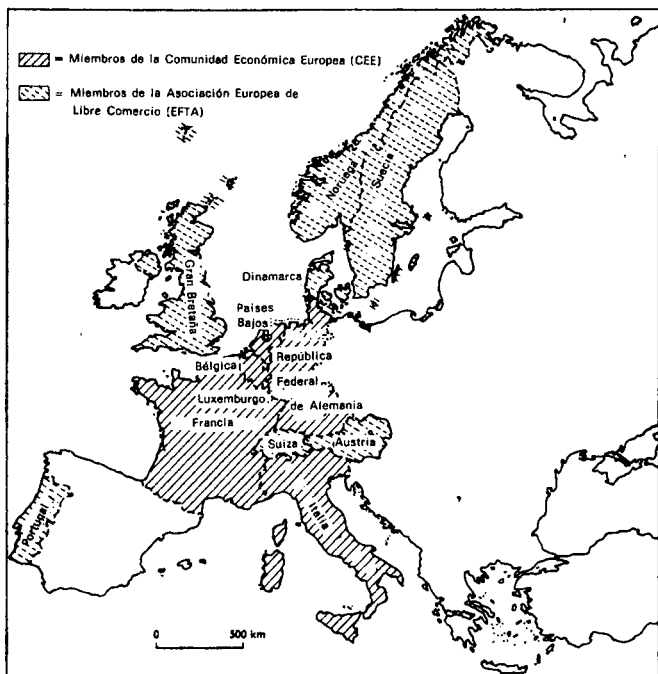 = Miembros de la Comunidad Económica Europea (CEE)
= Miembros de la Asociación Europea de
Libre Comercio (EFTA)
Noruega
Suecia
Gran Bretaña
Dinamarca
Países
Bajos
Bélgica
República
Federal
de Alemania
Luxemburgo
Francia
Suiza
Austria
Italia
Portugal
0 500 km